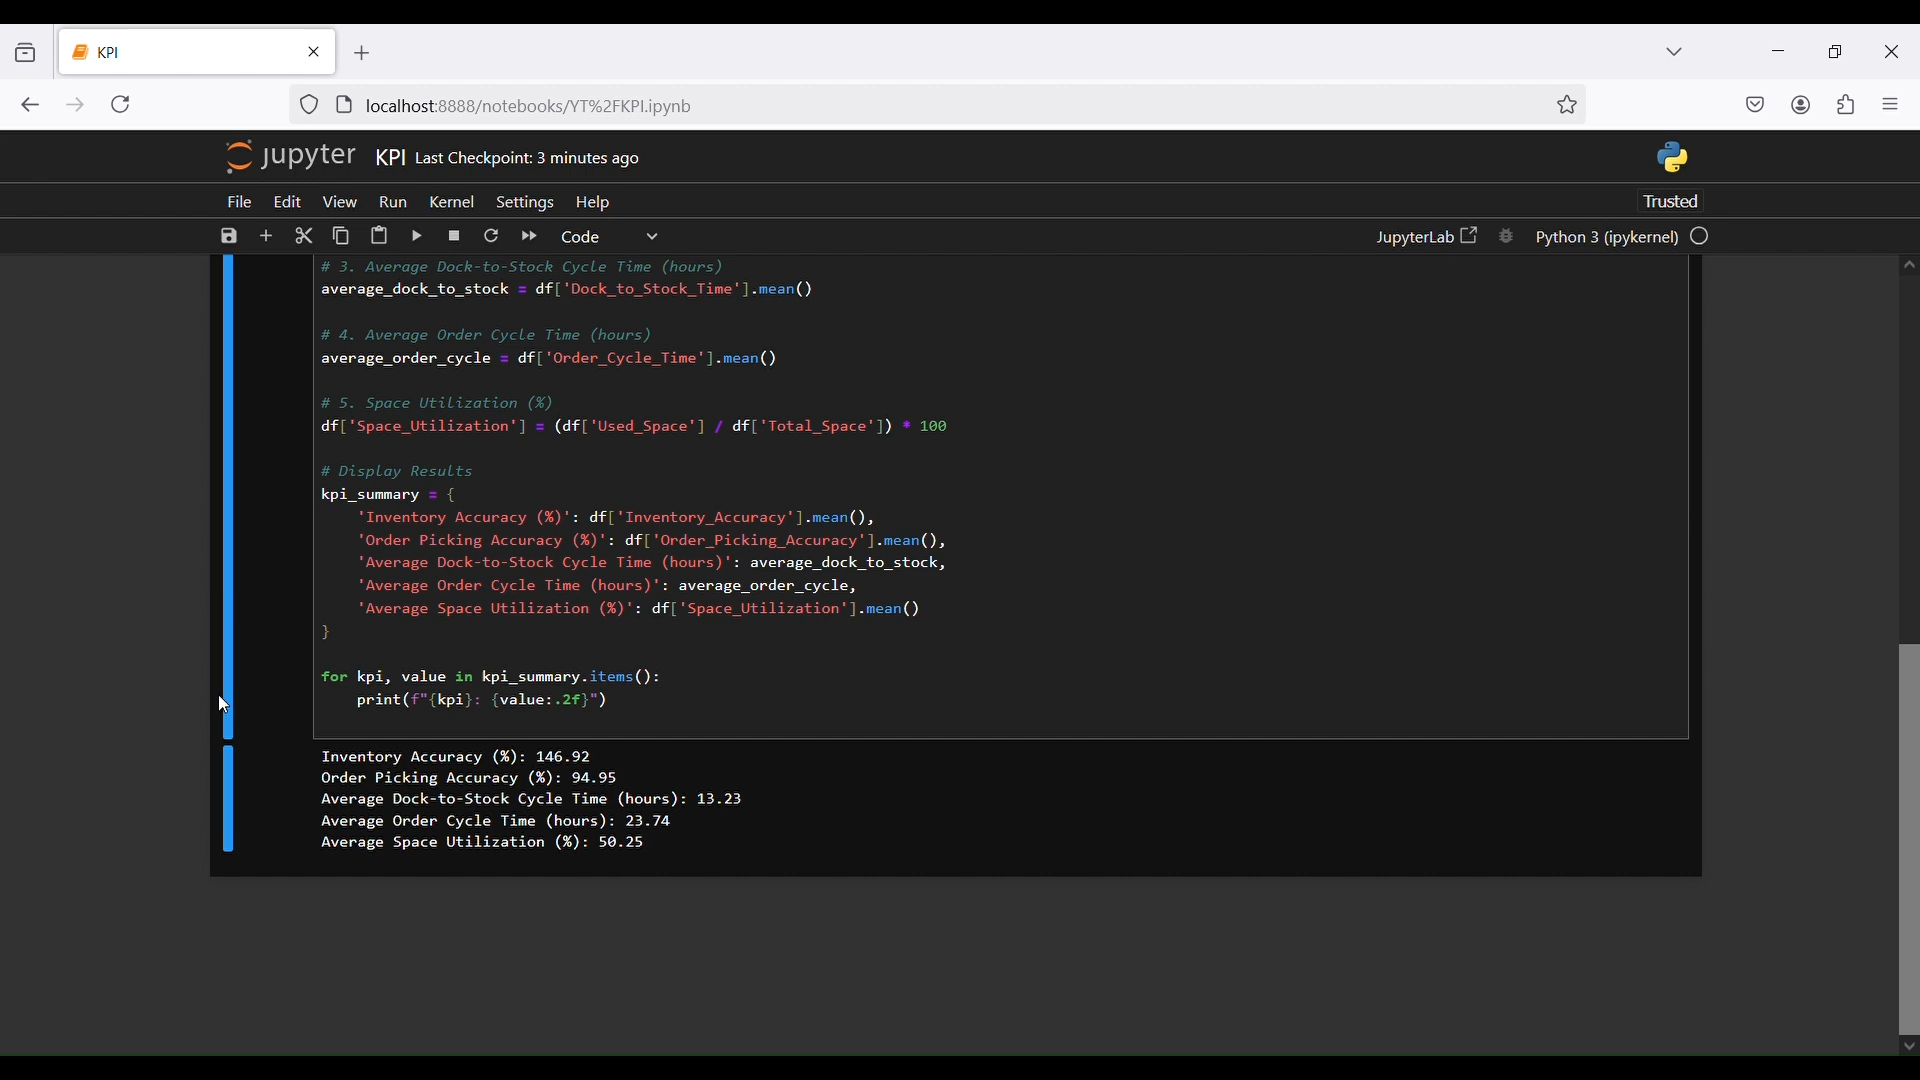 KPI
localhost:8888/notebooks/YT%2FKPI.ipynb
jupyter KPI Last Checkpoint: 3 minutes ago
File Edit View Run Kernel Settings Help Trusted
Code JupyterLab Python 3 (ipykernel)
# 3. Average Dock-to-Stock Cycle Time (hours)
average_dock_to_stock = df['Dock_to_Stock_Time'].mean()
# 4. Average Order Cycle Time (hours)
average_order_cycle = df['Order_Cycle_Time'].mean()
# 5. Space Utilization (%)
df['Space_Utilization'] = (df['Used_Space'] / df['Total_Space']) * 100
# Display Results
kpi_summary = {
'Inventory Accuracy (%)': df['Inventory_Accuracy'].mean(),
'Order Picking Accuracy (%)': df['Order_Picking_Accuracy'].mean(),
'Average Dock-to-Stock Cycle Time (hours)': average_dock_to_stock,
'Average Order Cycle Time (hours)': average_order_cycle,
'Average Space Utilization (%)': df['Space_Utilization'].mean()
}
for kpi, value in kpi_summary.items():
print(f"{kpi}: {value:.2f}")
Inventory Accuracy (%): 146.92
Order Picking Accuracy (%): 94.95
Average Dock-to-Stock Cycle Time (hours): 13.23
Average Order Cycle Time (hours): 23.74
Average Space Utilization (%): 50.25